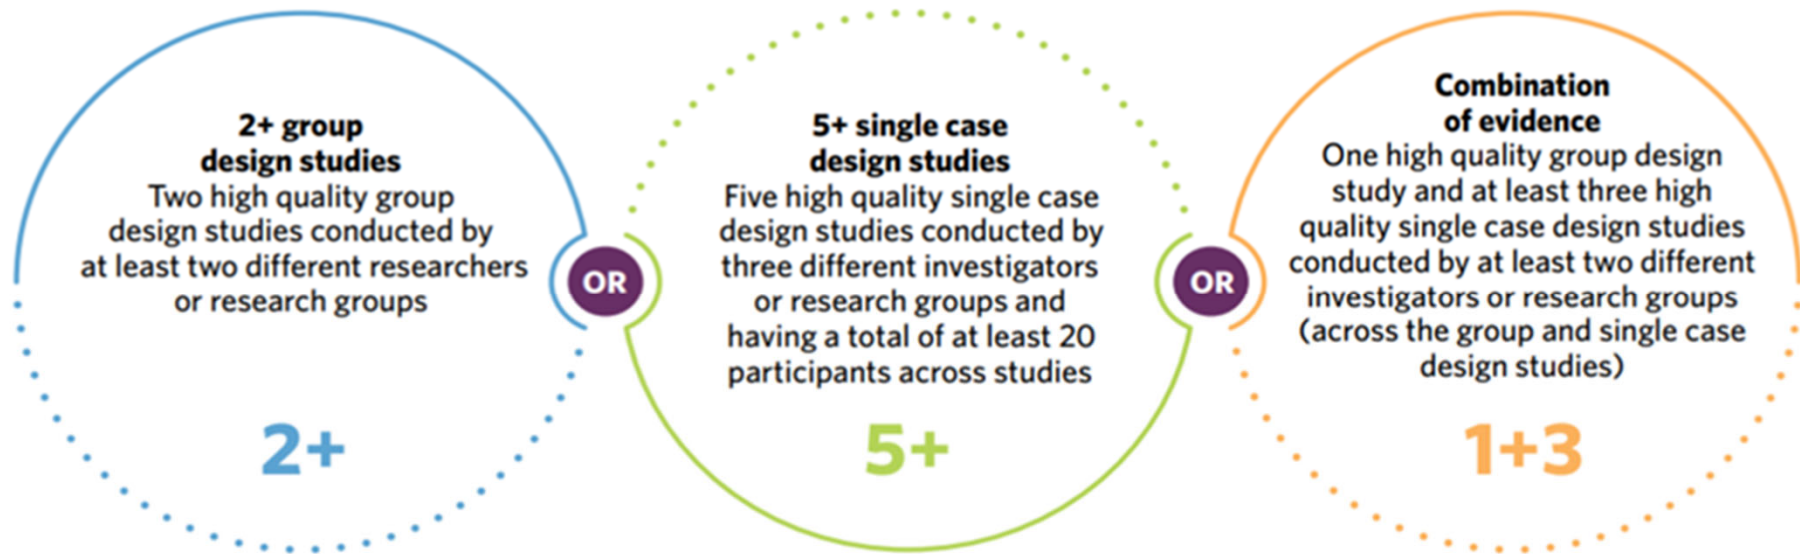 2+ group
design studies
Two high quality group
design studies conducted by
at least two different researchers
or research groups
2+
OR
5+ single case
design studies
Five high quality single case
design studies conducted by
three different investigators
or research groups and
having a total of at least 20
participants across studies
5+
OR
Combination
of evidence
One high quality group design
study and at least three high
quality single case design studies
conducted by at least two different
investigators or research groups
(across the group and single case
design studies)
1+3